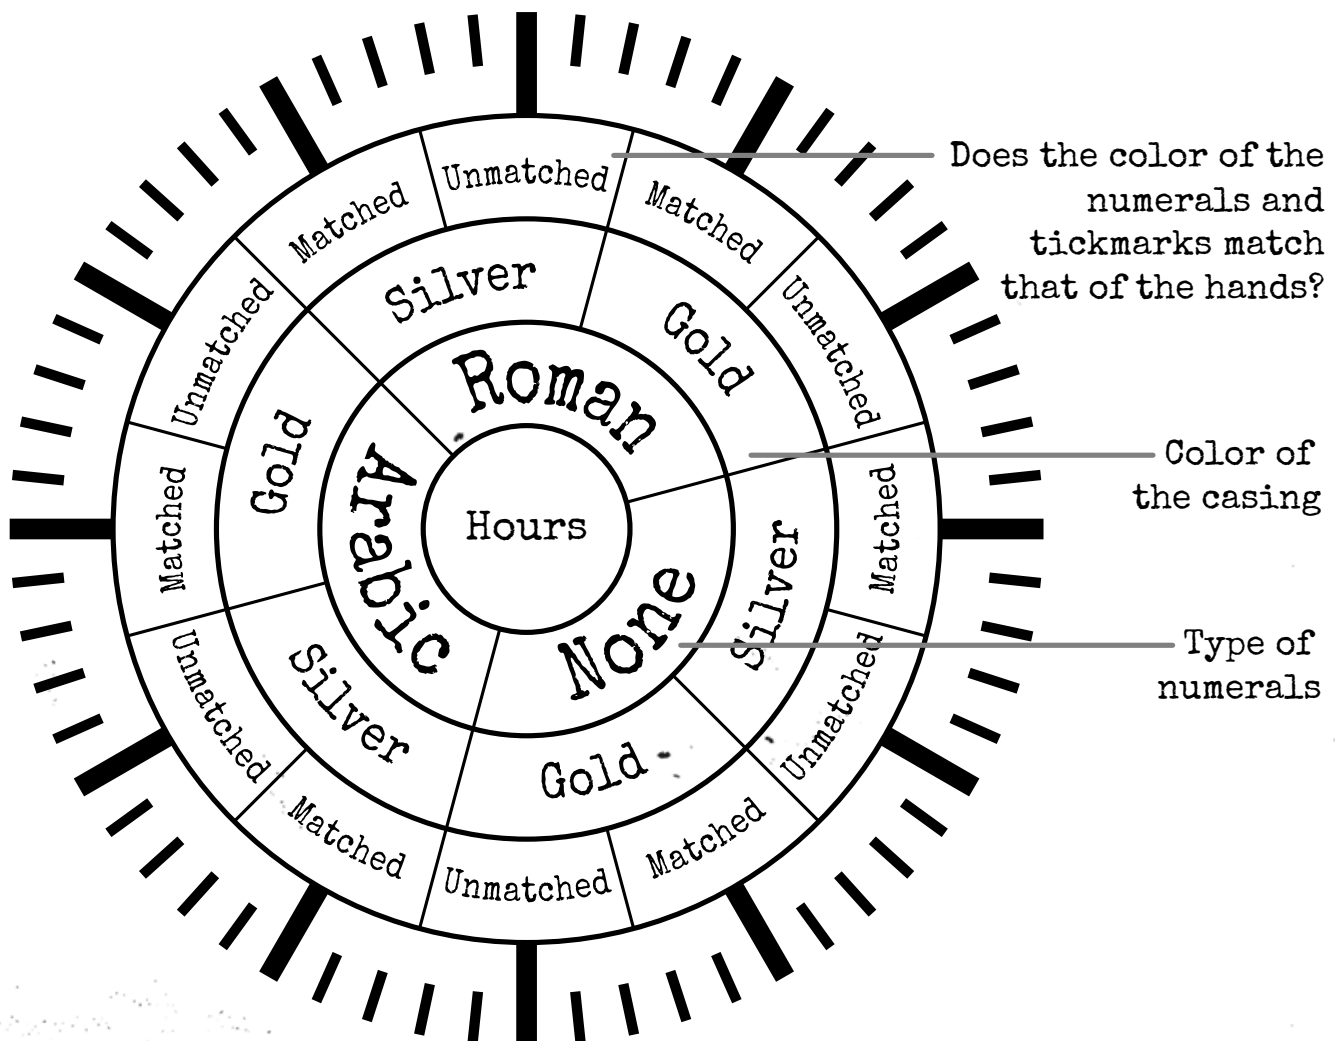 Unmatched
Matched
Unmatched
Matched
Unmatched
Matched
Unmatched
Matched
Unmatched
Matched
Unmatched
Matched
Silver
Gold
Silver
Gold
Silver
Gold
Roman
None
Arabic
Hours
Does the color of the
numerals and
tickmarks match
that of the hands?
Color of
the casing
Type of
numerals